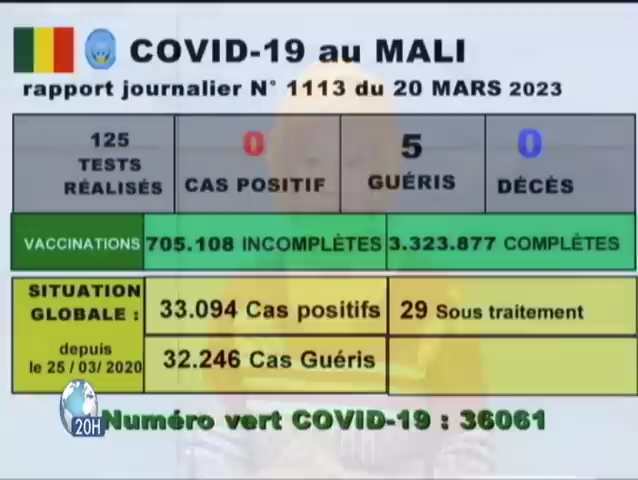 COVID-19 au MALI
rapport journalier N° 1113 du 20 MARS 2023
125
TESTS
RÉALISÉS
0
CAS POSITIF
5
GUÉRIS
0
DÉCÈS
VACCINATIONS
705.108 INCOMPLÈTES
3.323.877 COMPLÈTES
SITUATION
GLOBALE :
depuis
le 25 / 03/ 2020
33.094 Cas positifs
29 Sous traitement
32.246 Cas Guéris
20H
Numéro vert COVID-19 : 36061